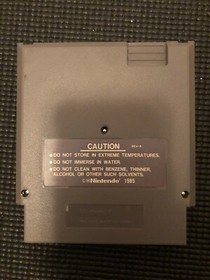 CAUTION
●DO NOT STORE IN EXTREME TEMPERATURES.
●DO NOT IMMERSE IN WATER.
●DO NOT CLEAN WITH BENZENE, THINNER,
ALCOHOL OR OTHER SUCH SOLVENTS.
©Nintendo 1985